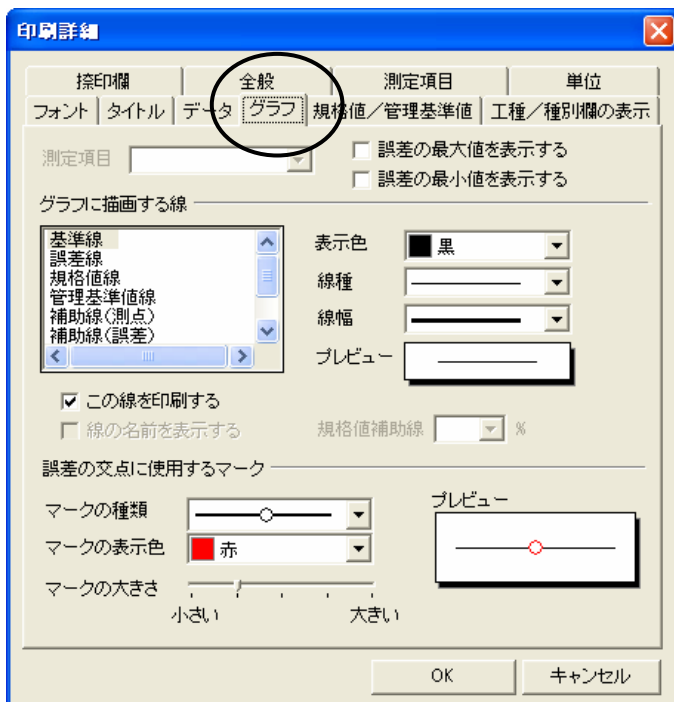 印刷詳細
捺印欄 全般 測定項目 単位
フォント タイトル データ グラフ 規格値／管理基準値 工種／種別欄の表示
測定項目
誤差の最大値を表示する
誤差の最小値を表示する
グラフに描画する線
基準線
誤差線
規格値線
管理基準値線
補助線(測点)
補助線(誤差)
表示色 黒
線種
線幅
プレビュー
この線を印刷する
線の名前を表示する
規格値補助線 %
誤差の交点に使用するマーク
マークの種類
マークの表示色 赤
マークの大きさ
小さい 大きい
プレビュー
OK キャンセル